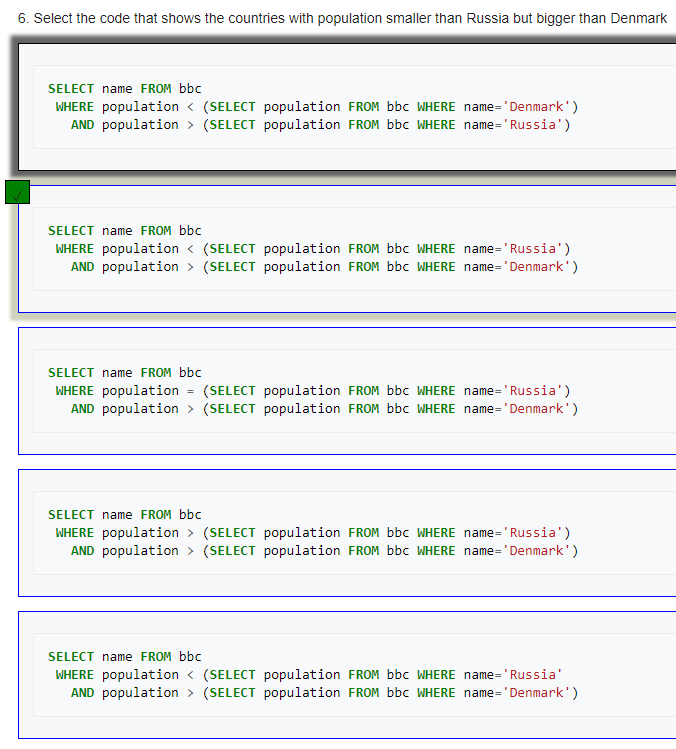 6. Select the code that shows the countries with population smaller than Russia but bigger than Denmark
SELECT name FROM bbc
WHERE population < (SELECT population FROM bbc WHERE name='Denmark')
AND population > (SELECT population FROM bbc WHERE name='Russia')
SELECT name FROM bbc
WHERE population < (SELECT population FROM bbc WHERE name='Russia')
AND population > (SELECT population FROM bbc WHERE name='Denmark')
SELECT name FROM bbc
WHERE population = (SELECT population FROM bbc WHERE name='Russia')
AND population > (SELECT population FROM bbc WHERE name='Denmark')
SELECT name FROM bbc
WHERE population > (SELECT population FROM bbc WHERE name='Russia')
AND population > (SELECT population FROM bbc WHERE name='Denmark')
SELECT name FROM bbc
WHERE population < (SELECT population FROM bbc WHERE name='Russia'
AND population > (SELECT population FROM bbc WHERE name='Denmark')